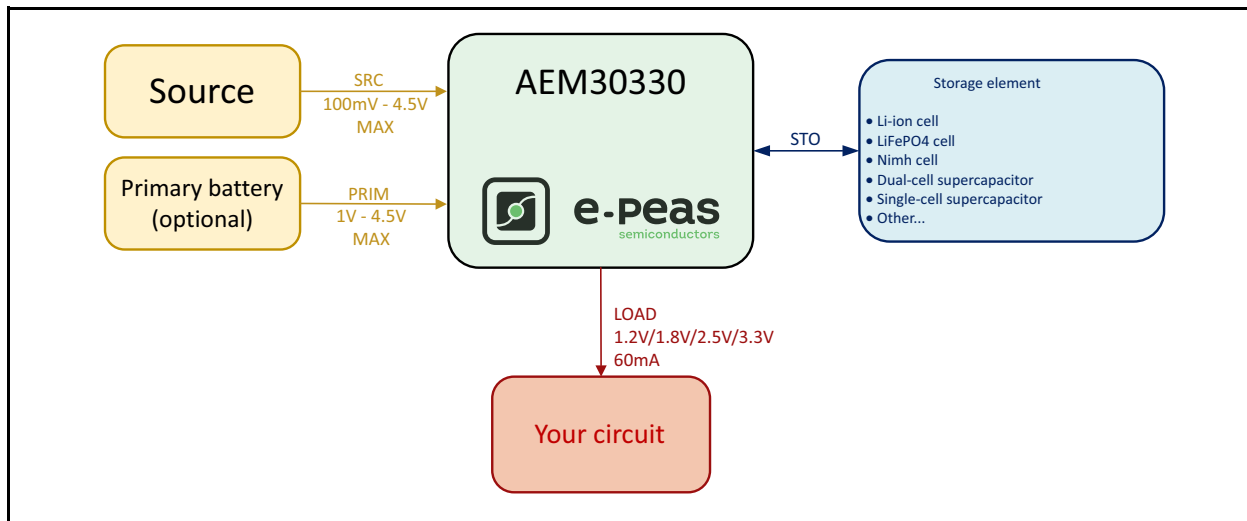 Source
SRC
100mV - 4.5V
MAX
Primary battery
(optional)
PRIM
1V - 4.5V
MAX
AEM30330
e-peas
semiconductors
STO
Storage element
• Li-ion cell
• LiFePO4 cell
• Nimh cell
• Dual-cell supercapacitor
• Single-cell supercapacitor
• Other...
LOAD
1.2V/1.8V/2.5V/3.3V
60mA
Your circuit